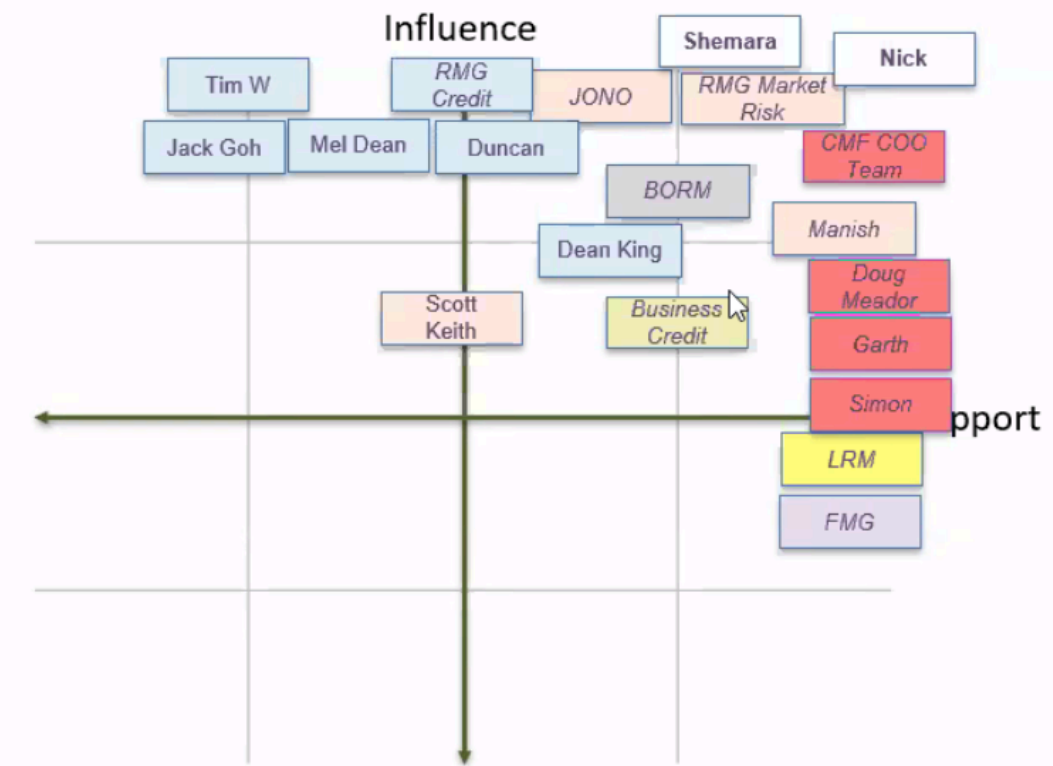 Influence
Shemara
Nick
Tim W
RMG
Credit
JONO
RMG Market
Risk
Jack Goh
Mel Dean
Duncan
CMF COO
Team
BORM
Manish
Dean King
Doug
Meador
Scott
Keith
Business
Credit
Garth
Simon
pport
LRM
FMG